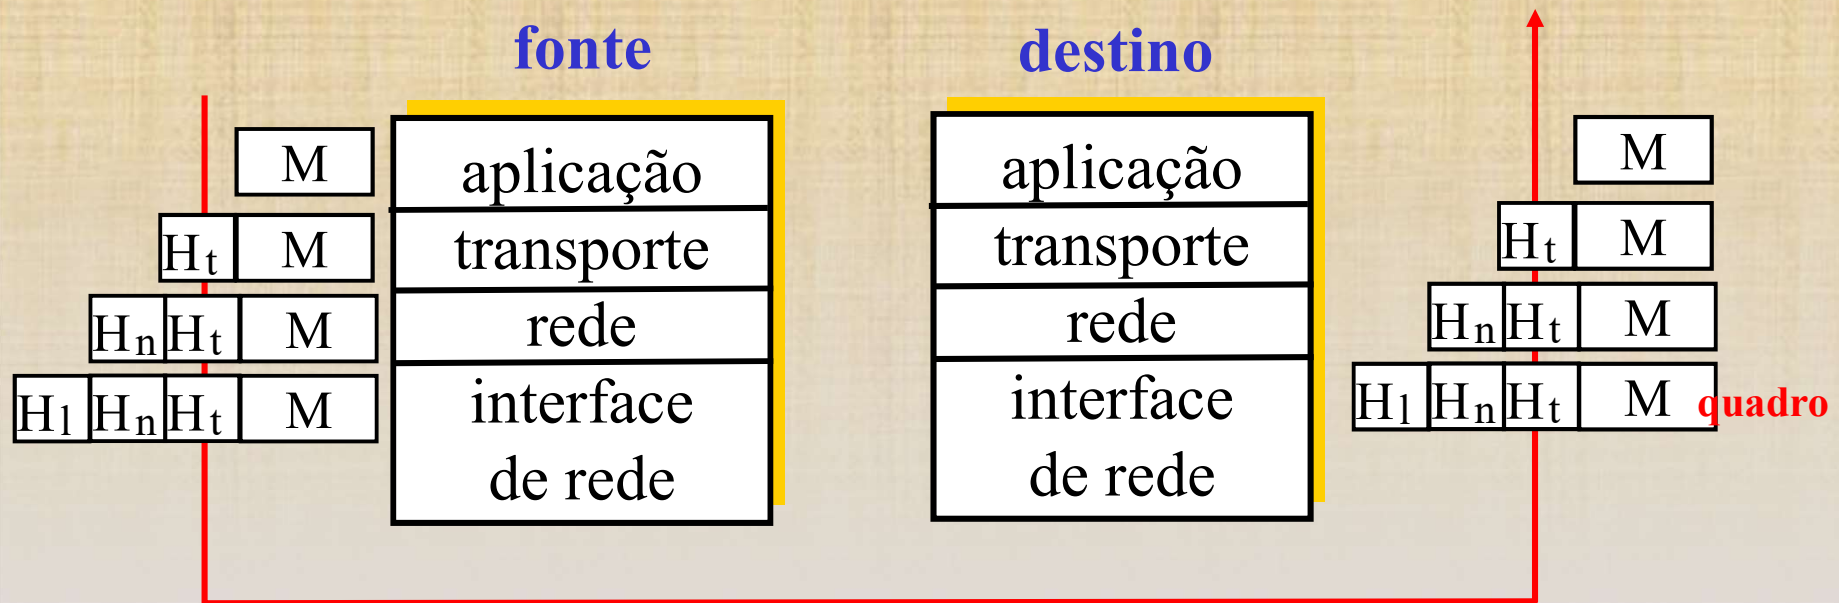 fonte
destino
M
aplicação
aplicação
M
Ht M
transporte
transporte
Ht M
Hn Ht M
rede
rede
Hn Ht M
Hl Hn Ht M
interface
de rede
interface
de rede
Hl Hn Ht M quadro